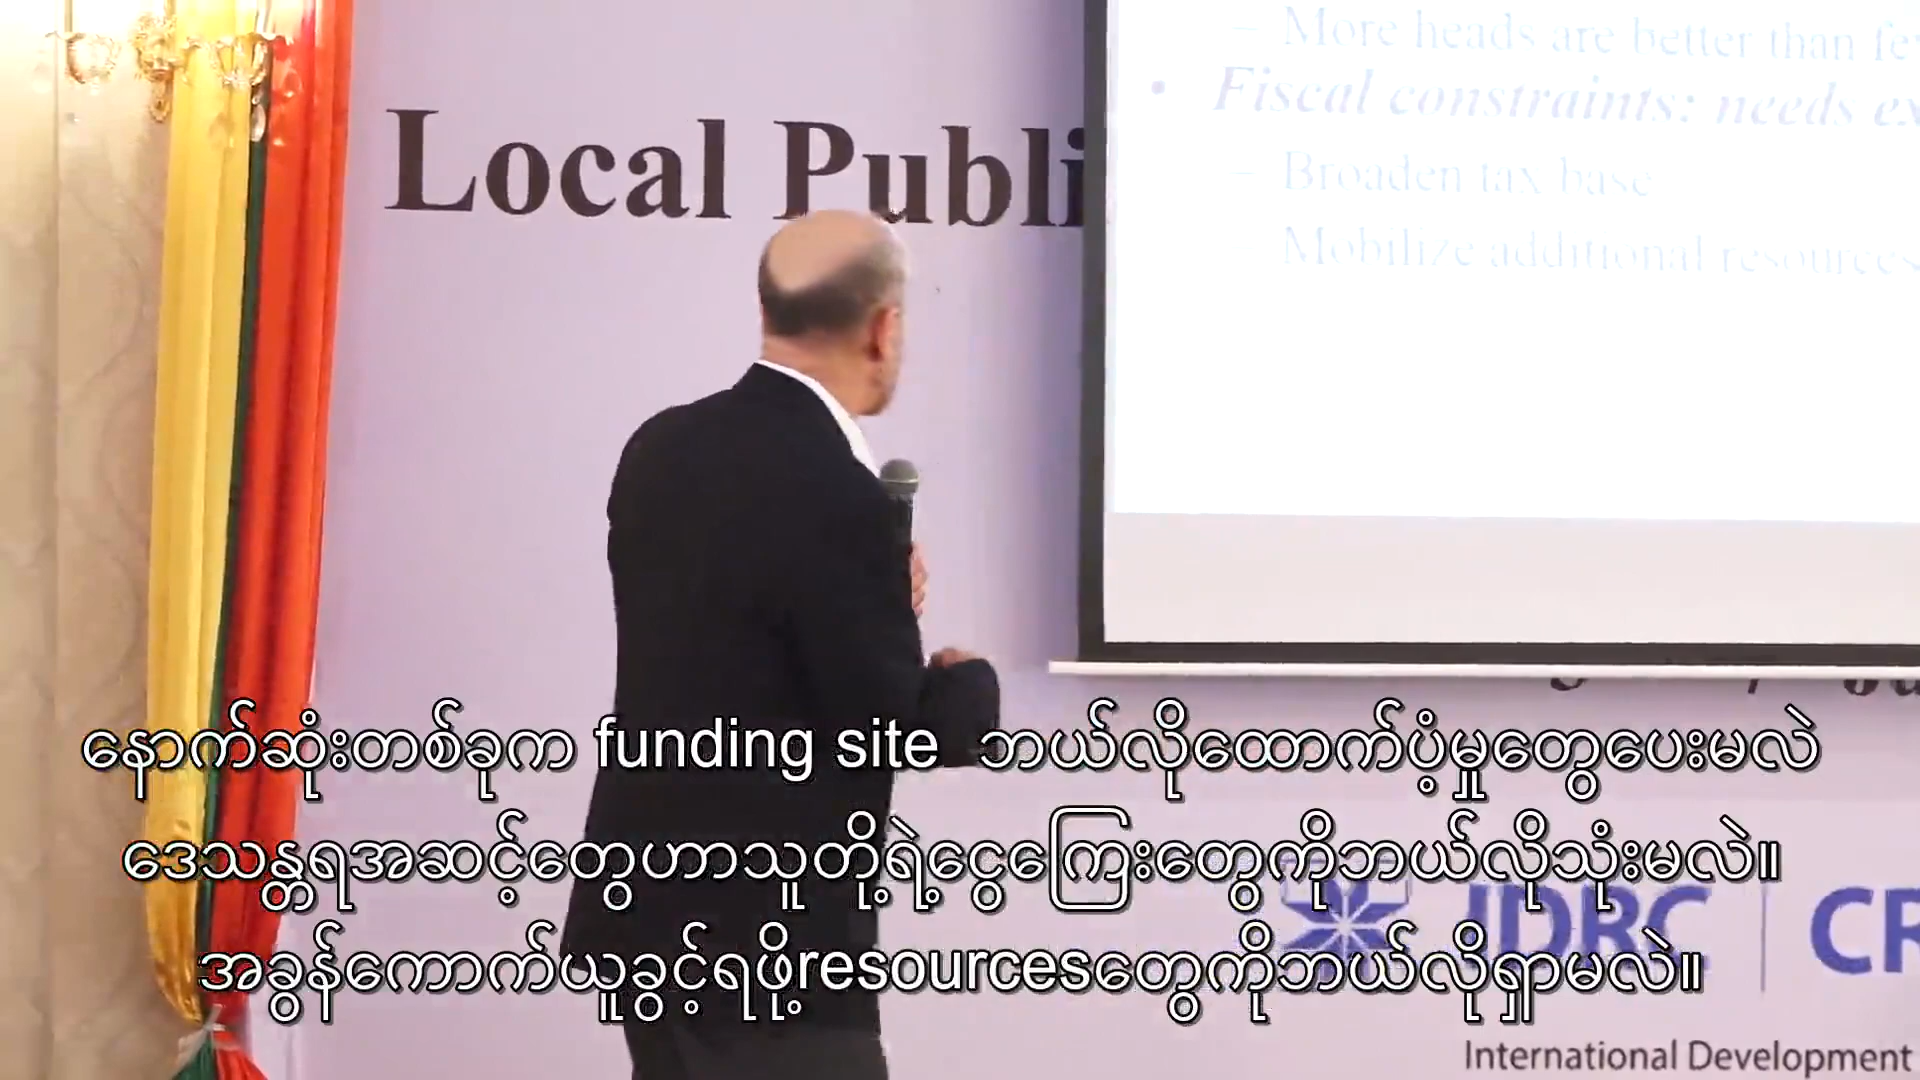 – More heads are better than
• Fiscal constraints: needs
– Broaden tax base
Mobilize additional resources
Local Publi
နောက်ဆုံးတစ်ခုက funding site ဘယ်လိုထောက်ပံ့မှုတွေပေးမလဲ
ဒေသန္တရအဆင့်တွေဟာသူတို့ရဲ့ငွေကြေးတွေကိုဘယ်လိုသုံးမလဲ။
အခွန်ကောက်ယူခွင့်ရဖို့resourcesတွေကိုဘယ်လိုရှာမလဲ။
IDRC | CR
International Development